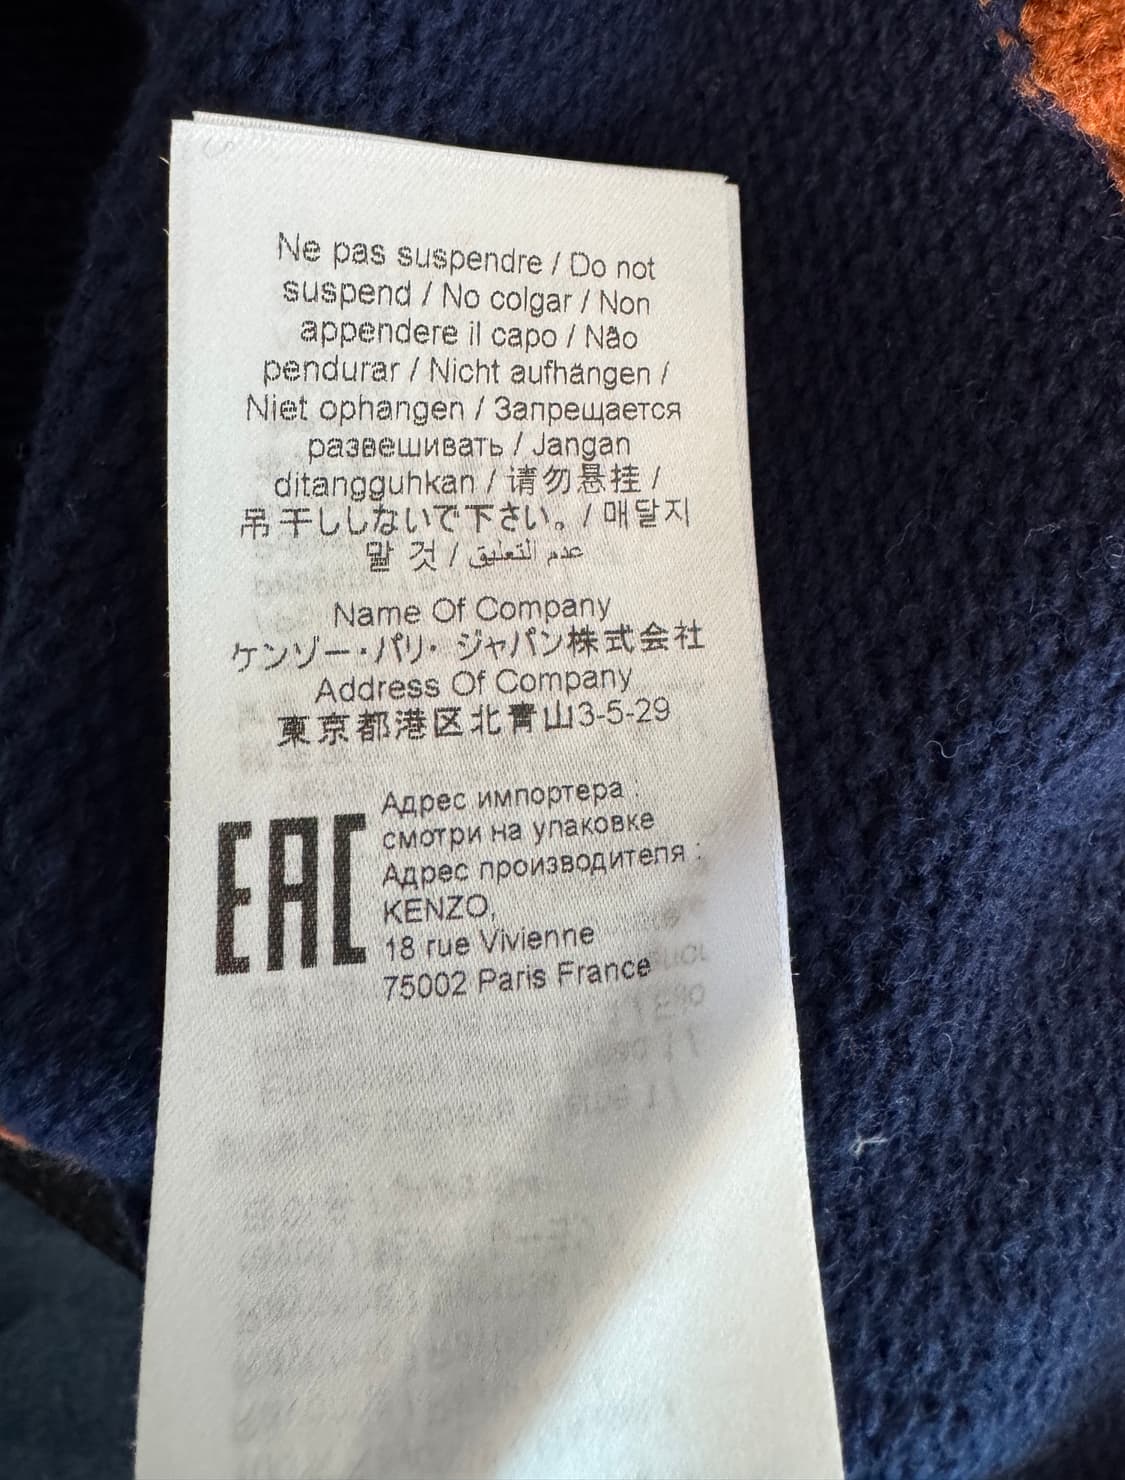 Ne pas suspendre / Do not
suspend / No colgar / Non
appendere il capo / Não
pendurar / Nicht aufhängen /
Niet ophangen / Запрещается
развешивать / Jangan
ditangguhkan / 请勿悬挂 /
吊干ししないで下さい。/ 매달지
말 것 / عدم التعليق
Name Of Company
ケンゾー・パリ・ジャパン株式会社
Address Of Company
東京都港区北青山3-5-29
EAC
Адрес импортера :
смотри на упаковке
Адрес производителя :
KENZO,
18 rue Vivienne
75002 Paris France